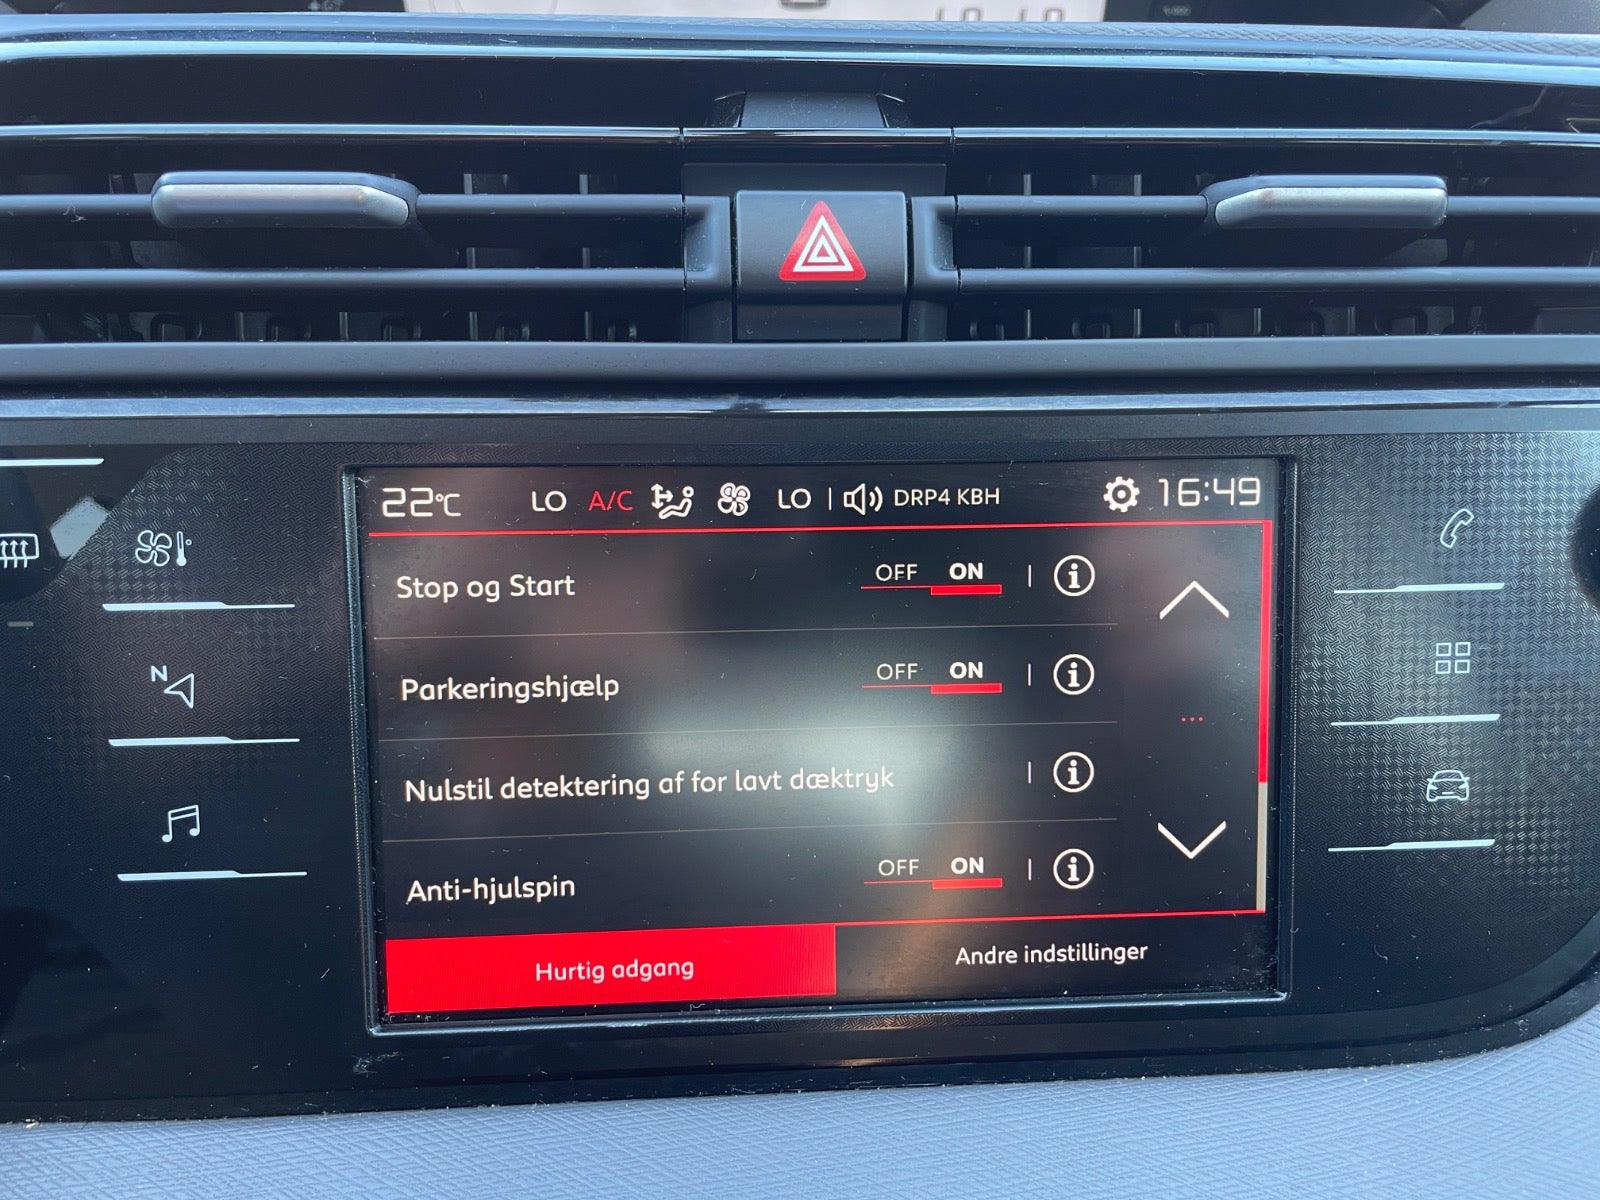 22°C LO A/C LO DRP4 KBH 16:49
Stop og Start OFF ON
Parkeringshjælp OFF ON
N
Nulstil detektering af for lavt dæktryk
Anti-hjulspin OFF ON
Hurtig adgang Andre indstillinger